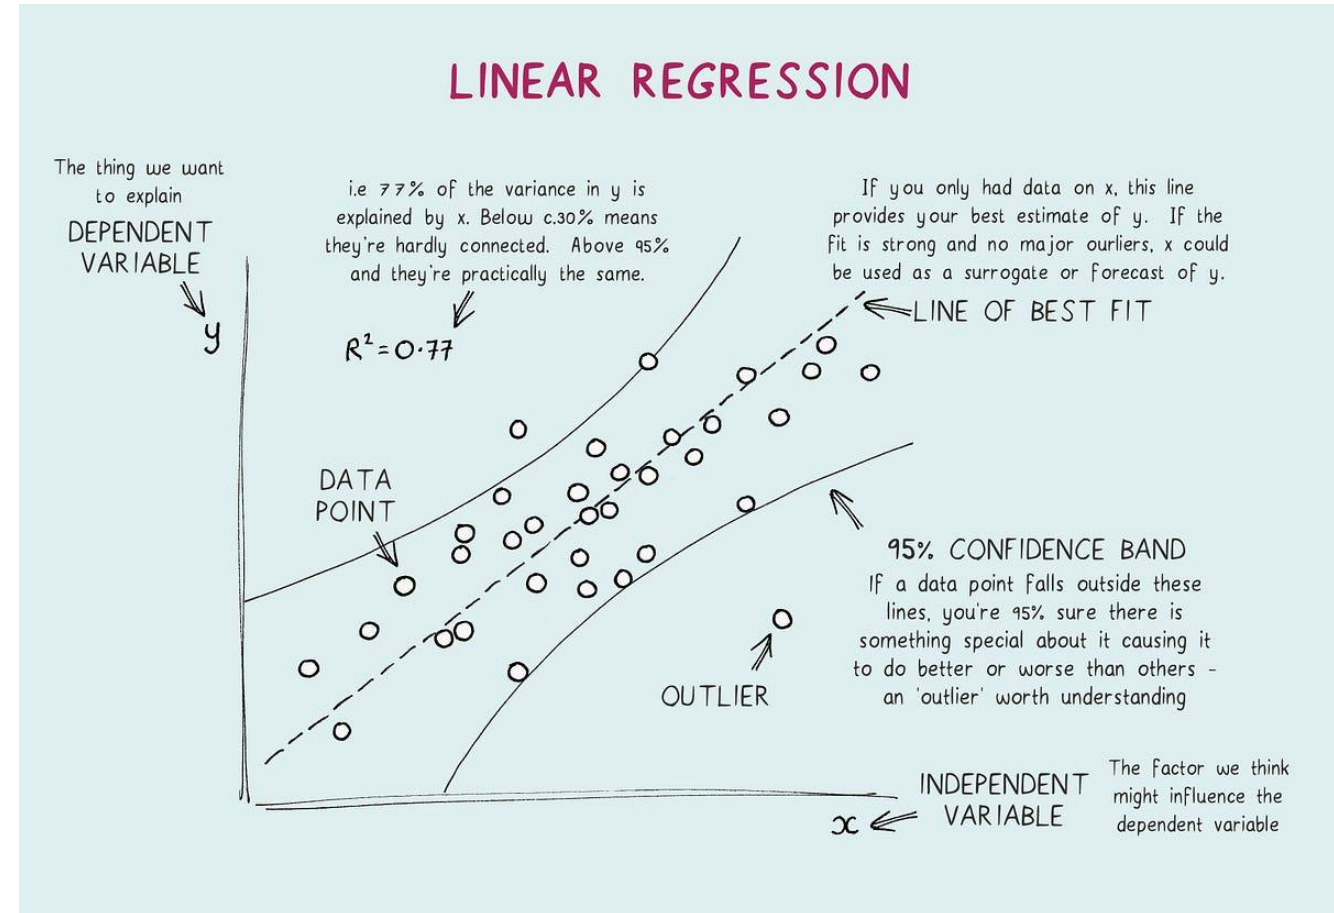 LINEAR REGRESSION
The thing we want
to explain
DEPENDENT
VARIABLE
y
i.e 77% of the variance in y is
explained by x. Below c.30% means
they're hardly connected. Above 95%
and they're practically the same.
R²=0.77
If you only had data on x, this line
provides your best estimate of y. If the
fit is strong and no major ourliers, x could
be used as a surrogate or forecast of y.
LINE OF BEST FIT
DATA
POINT
95% CONFIDENCE BAND
If a data point falls outside these
lines, you're 95% sure there is
something special about it causing it
to do better or worse than others -
an 'outlier' worth understanding
OUTLIER
INDEPENDENT
VARIABLE
x
The factor we think
might influence the
dependent variable